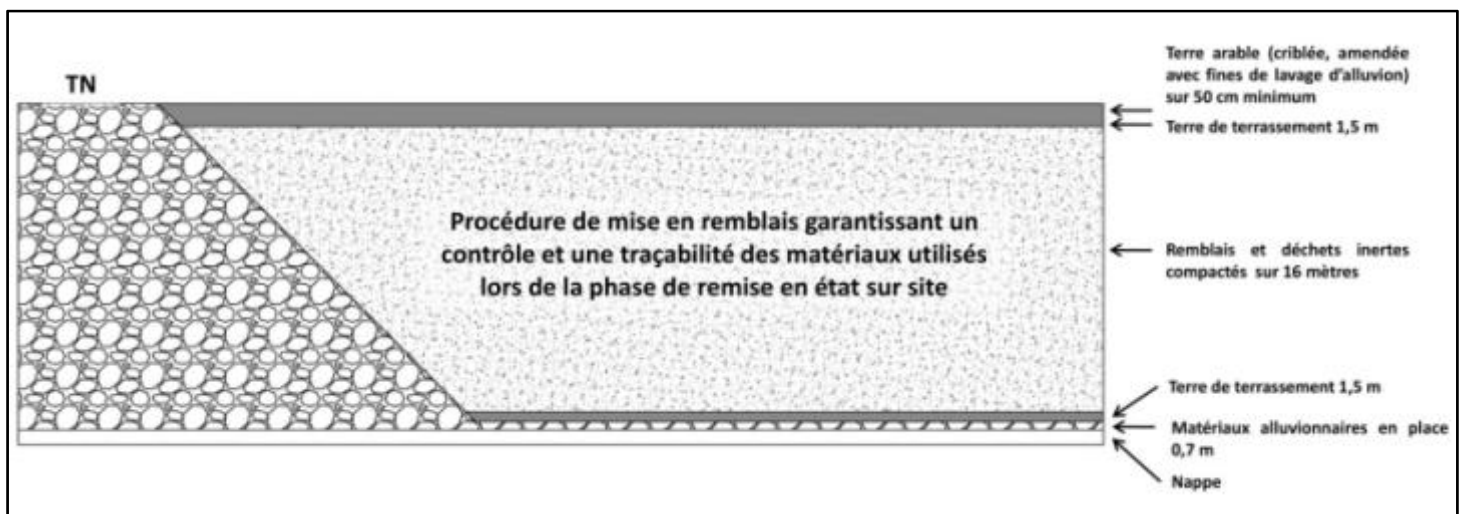 TN
Terre arable (criblée, amendée
avec fines de lavage d'alluvion)
sur 50 cm minimum
Terre de terrassement 1,5 m
Procédure de mise en remblais garantissant un
contrôle et une traçabilité des matériaux utilisés
lors de la phase de remise en état sur site
Remblais et déchets inertes
compactés sur 16 mètres
Terre de terrassement 1,5 m
Matériaux alluvionnaires en place
0,7 m
Nappe